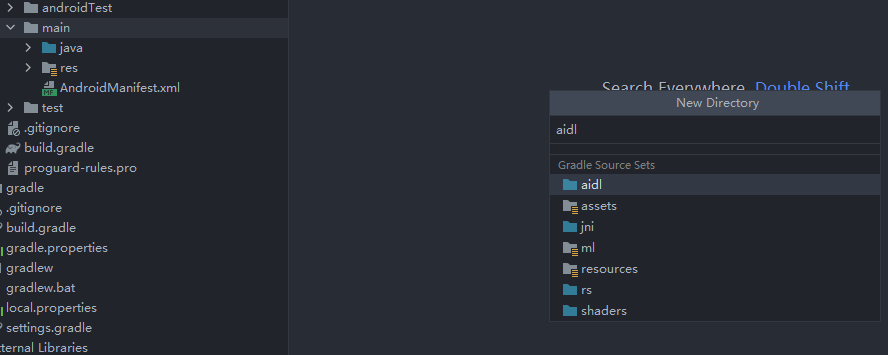 androidTest
main
java
res
AndroidManifest.xml
test
.gitignore
build.gradle
proguard-rules.pro
gradle
.gitignore
build.gradle
gradle.properties
gradlew
gradlew.bat
local.properties
settings.gradle
ternal Libraries
Search Everywhere Double Shift
New Directory
aidl
Gradle Source Sets
aidl
assets
jni
ml
resources
rs
shaders